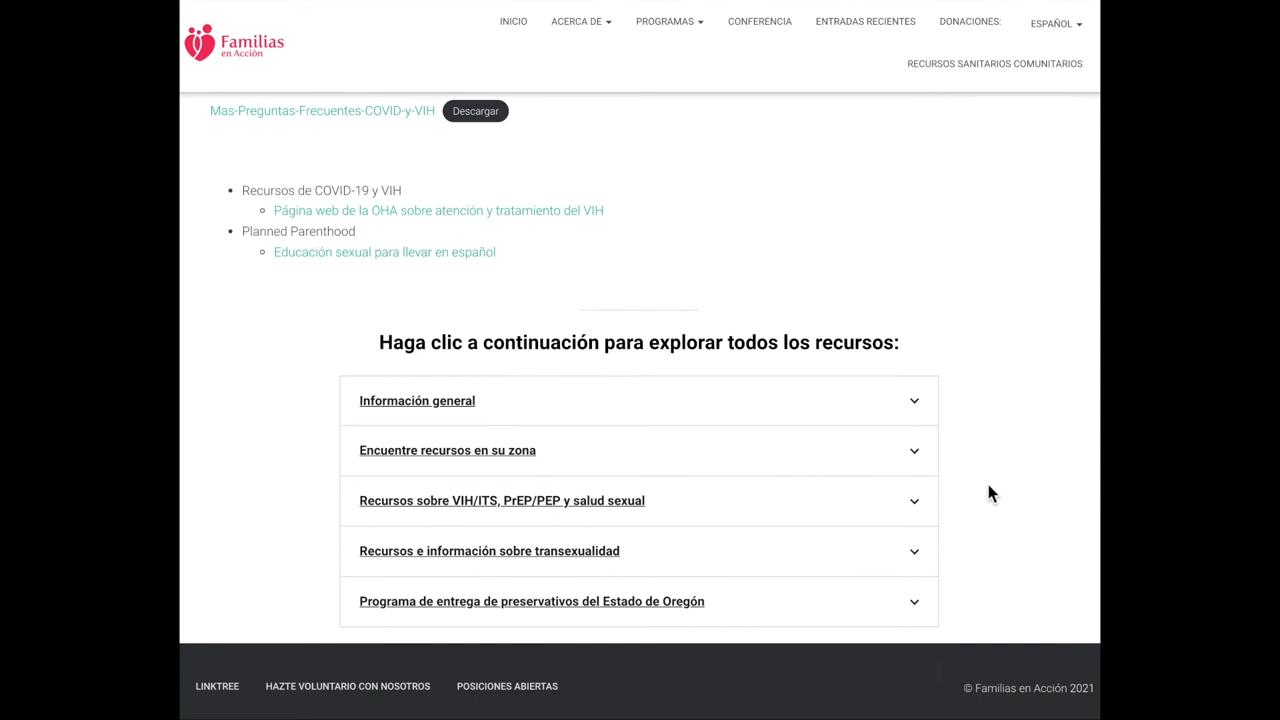 Familias
en Acción
INICIO ACERCA DE PROGRAMAS CONFERENCIA ENTRADAS RECIENTES DONACIONES: ESPAÑOL
RECURSOS SANITARIOS COMUNITARIOS
Mas-Preguntas-Frecuentes-COVID-y-VIH Descargar
Recursos de COVID-19 y VIH
Página web de la OHA sobre atención y tratamiento del VIH
Planned Parenthood
Educación sexual para llevar en español
Haga clic a continuación para explorar todos los recursos:
Información general
Encuentre recursos en su zona
Recursos sobre VIH/ITS, PrEP/PEP y salud sexual
Recursos e información sobre transexualidad
Programa de entrega de preservativos del Estado de Oregón
LINKTREE HAZTE VOLUNTARIO CON NOSOTROS POSICIONES ABIERTAS © Familias en Acción 2021